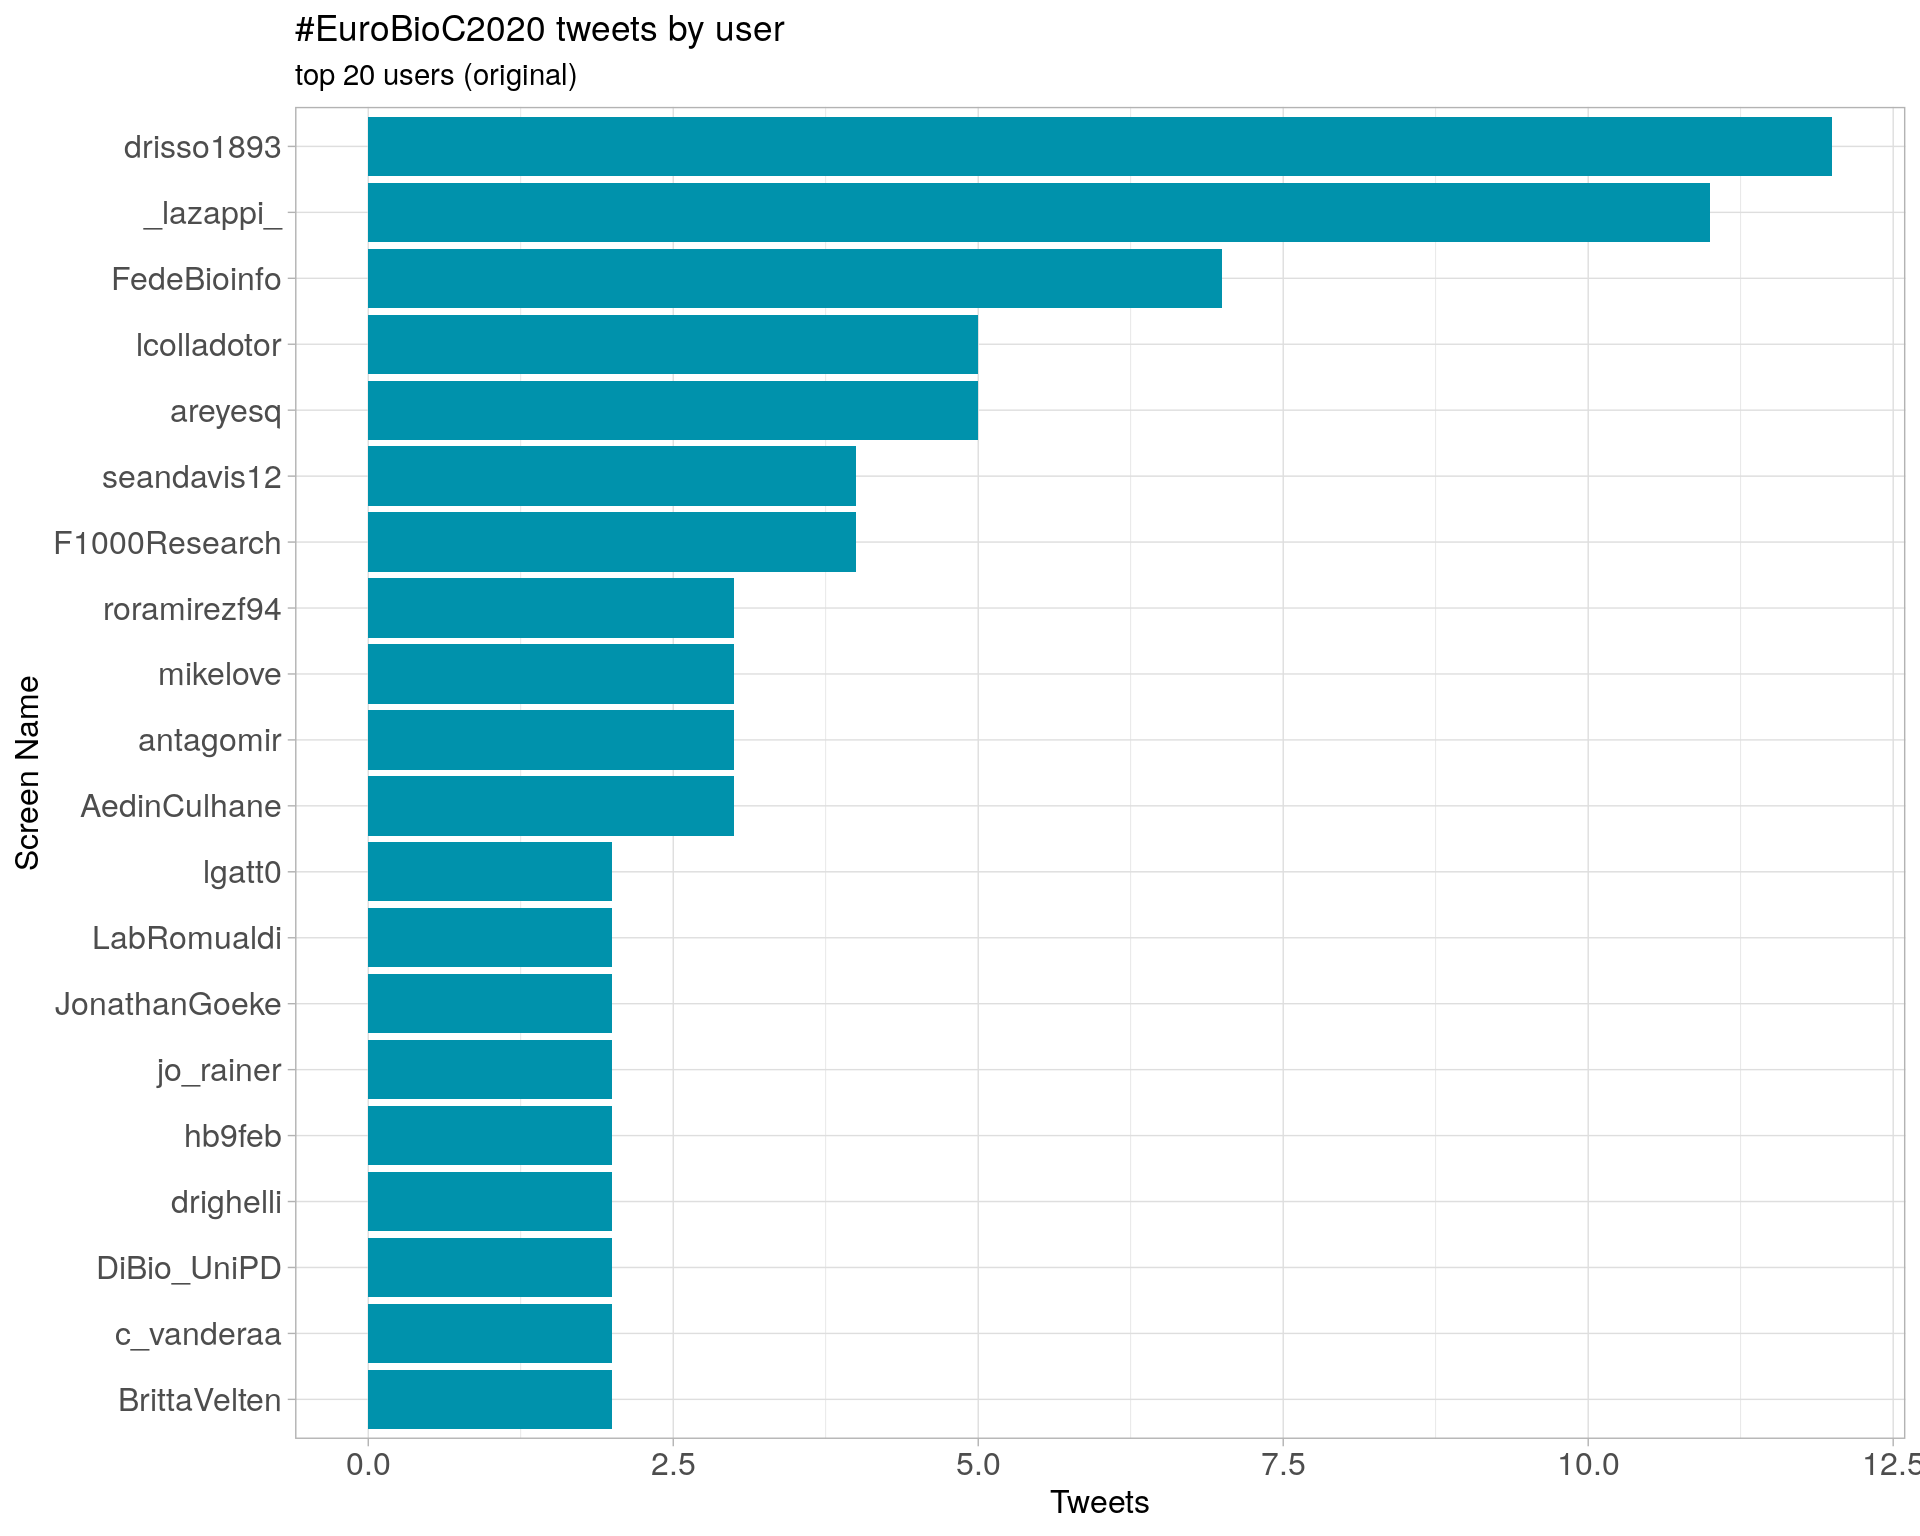 #EuroBioC2020 tweets by user
top 20 users (original)
drisso1893
_lazappi_
FedeBioinfo
lcolladotor
areyesq
seandavis12
F1000Research
roramirezf94
mikelove
antagomir
AedinCulhane
lgatt0
LabRomualdi
JonathanGoeke
jo_rainer
hb9feb
drighelli
DiBio_UniPD
c_vanderaa
BrittaVelten
Screen Name
0.0 2.5 5.0 7.5 10.0 12.5
Tweets